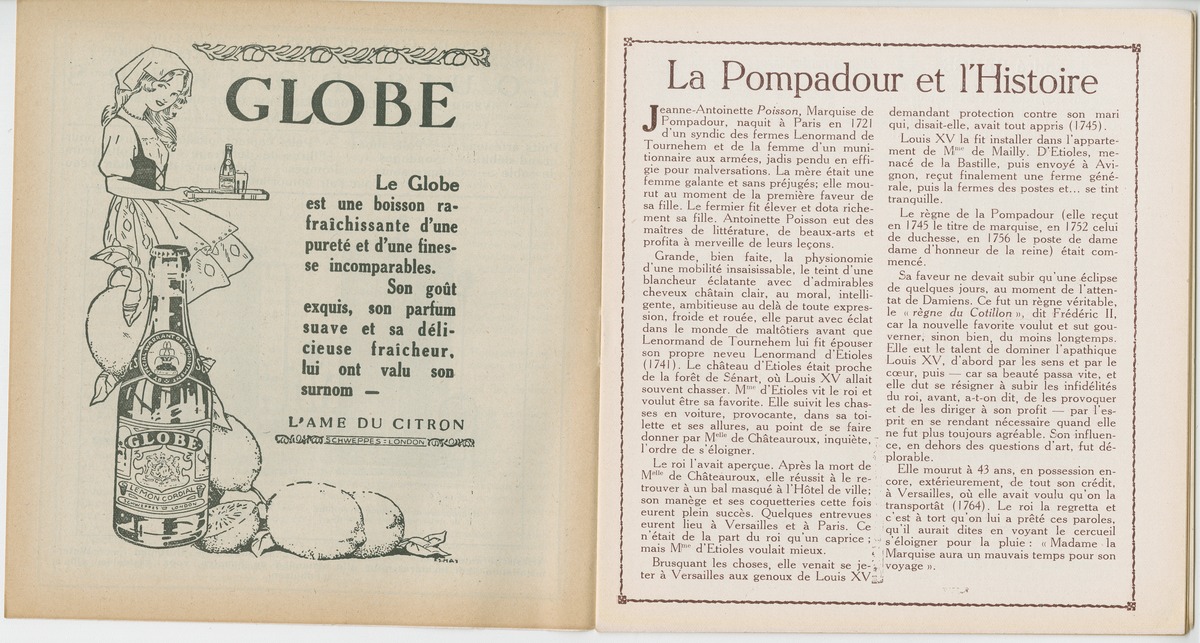 GLOBE
Le Globe
est une boisson ra-
fraîchissante d'une
pureté et d'une fines-
se incomparables.
Son goût
exquis, son parfum
suave et sa déli-
cieuse fraîcheur,
lui ont valu son
surnom —
L'AME DU CITRON
SCHWEPPES : LONDON
GLOBE
LEMON CORDIAL
SCHWEPPES LONDON
La Pompadour et l'Histoire
Jeanne-Antoinette Poisson, Marquise de
Pompadour, naquit à Paris en 1721
d'un syndic des fermes Lenormand de
Tournehem et de la femme d'un muni-
tionnaire aux armées, jadis pendu en effi-
gie pour malversations. La mère était une
femme galante et sans préjugés; elle mou-
rut au moment de la première faveur de
sa fille. Le fermier fit élever et dota riche-
ment sa fille. Antoinette Poisson eut des
maîtres de littérature, de beaux-arts et
profita à merveille de leurs leçons.
Grande, bien faite, la physionomie
d'une mobilité insaisissable, le teint d'une
blancheur éclatante avec d'admirables
cheveux châtain clair, au moral, intelli-
gente, ambitieuse au delà de toute expres-
sion, froide et rouée, elle parut avec éclat
dans le monde de maltôtiers avant que
Lenormand de Tournehem lui fit épouser
son propre neveu Lenormand d'Etioles
(1741). Le château d'Etioles était proche
de la forêt de Sénart, où Louis XV allait
souvent chasser. Mme d'Etioles vit le roi et
voulut être sa favorite. Elle suivit les chas-
ses en voiture, provocante, dans sa toi-
lette et ses allures, au point de se faire
donner par Melle de Châteauroux, inquiète,
l'ordre de s'éloigner.
Le roi l'avait aperçue. Après la mort de
Melle de Châteauroux, elle réussit à le re-
trouver à un bal masqué à l'Hôtel de ville;
son manège et ses coquetteries cette fois
eurent plein succès. Quelques entrevues
eurent lieu à Versailles et à Paris. Ce
n'était de la part du roi qu'un caprice ;
mais Mme d'Etioles voulait mieux.
Brusquant les choses, elle venait se je-
ter à Versailles aux genoux de Louis XV
demandant protection contre son mari
qui, disait-elle, avait tout appris (1745).
Louis XV la fit installer dans l'apparte-
ment de Mme de Mailly. D'Etioles, me-
nacé de la Bastille, puis envoyé à Avi-
gnon, reçut finalement une ferme géné-
rale, puis la fermes des postes et... se tint
tranquille.
Le règne de la Pompadour (elle reçut
en 1745 le titre de marquise, en 1752 celui
de duchesse, en 1756 le poste de dame
dame d'honneur de la reine) était com-
mencé.
Sa faveur ne devait subir qu'une éclipse
de quelques jours, au moment de l'atten-
tat de Damiens. Ce fut un règne véritable,
le « règne du Cotillon », dit Frédéric II,
car la nouvelle favorite voulut et sut gou-
verner, sinon bien, du moins longtemps.
Elle eut le talent de dominer l'apathique
Louis XV, d'abord par les sens et par le
cœur, puis — car sa beauté passa vite, et
elle dut se résigner à subir les infidélités
du roi, avant, a-t-on dit, de les provoquer
et de les diriger à son profit — par l'es-
prit en se rendant nécessaire quand elle
ne fut plus toujours agréable. Son influen-
ce, en dehors des questions d'art, fut dé-
plorable.
Elle mourut à 43 ans, en possession en-
core, extérieurement, de tout son crédit,
à Versailles, où elle avait voulu qu'on la
transportât (1764). Le roi la regretta et
c'est à tort qu'on lui a prêté ces paroles,
qu'il aurait dites en voyant le cercueil
s'éloigner pour la pluie : « Madame la
Marquise aura un mauvais temps pour son
voyage ».